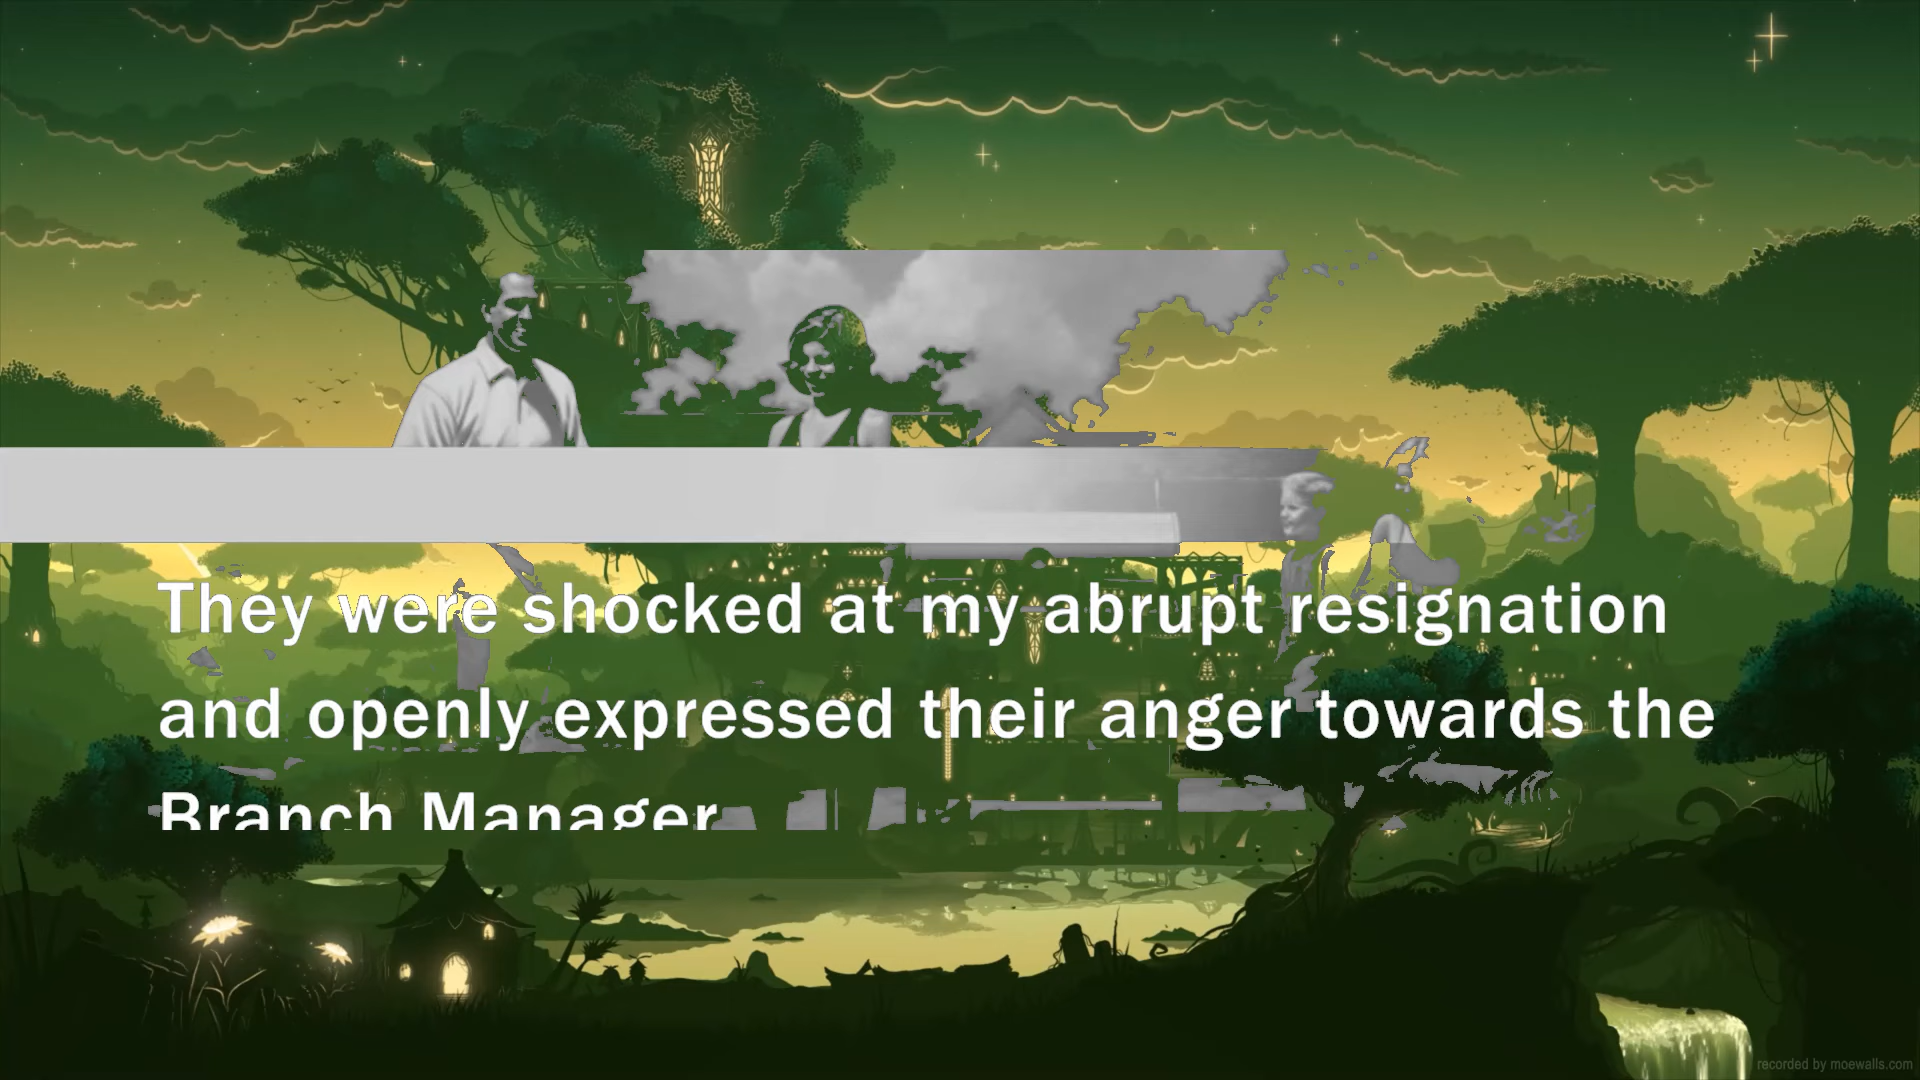 They were shocked at my abrupt resignation
and openly expressed their anger towards the
Branch Manager
recorded by moewalls.com